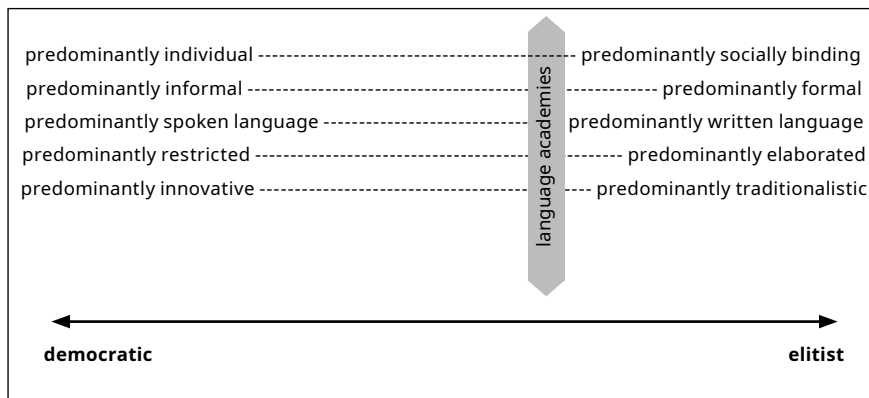 predominantly individual predominantly socially binding
predominantly informal predominantly formal
predominantly spoken language predominantly written language
predominantly restricted predominantly elaborated
predominantly innovative predominantly traditionalistic
language academies
democratic elitist